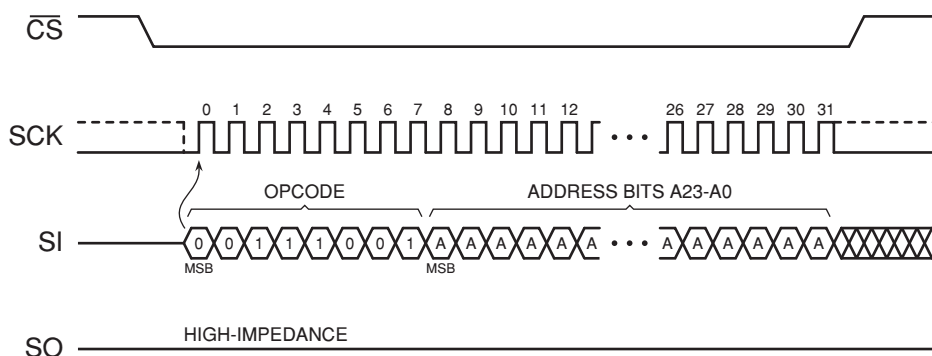 CS
0 1 2 3 4 5 6 7 8 9 10 11 12 26 27 28 29 30 31
SCK
OPCODE ADDRESS BITS A23-A0
SI 0 0 1 1 1 0 0 1 A A A A A A A A A A A A
MSB MSB
HIGH-IMPEDANCE
SO